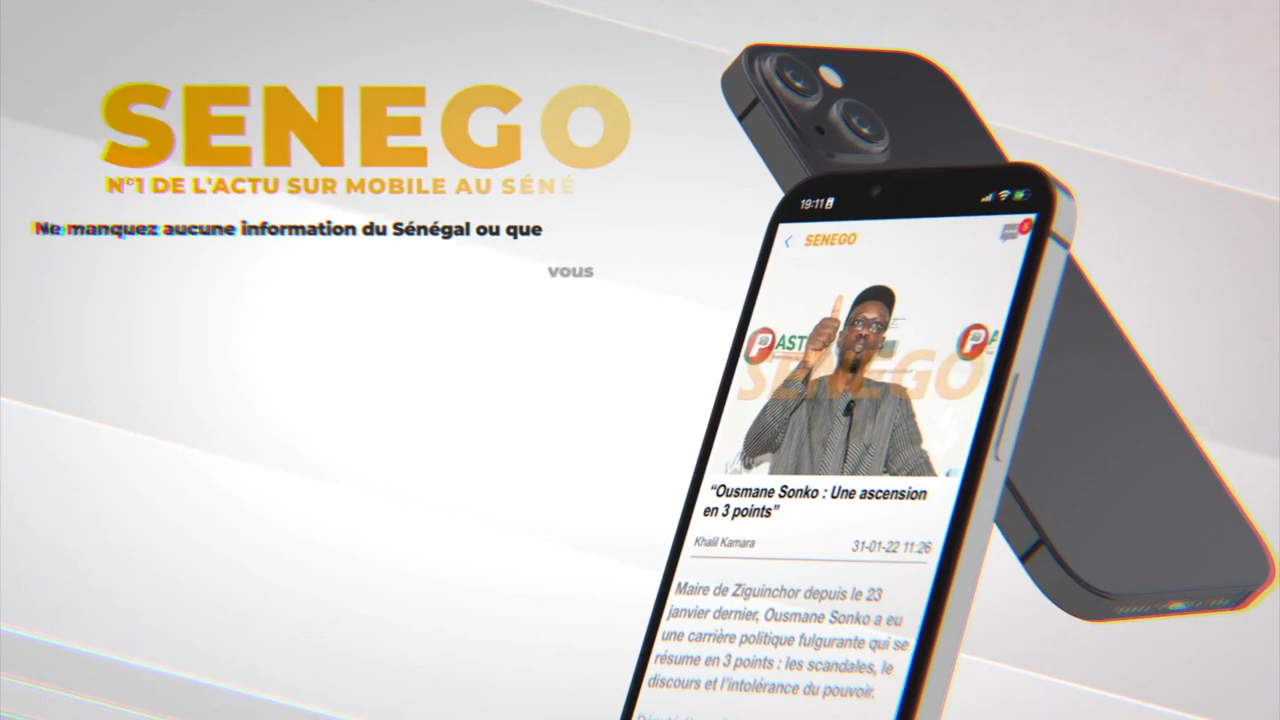 SENEGO
N°1 DE L'ACTU SUR MOBILE AU SÉNÉ
Ne manquez aucune information du Sénégal ou que
vous
19:11
SENEGO
5
PAST
P
SENEGO
“Ousmane Sonko : Une ascension
en 3 points”
Khalil Kamara
31-01-22 11:26
Maire de Ziguinchor depuis le 23
janvier dernier, Ousmane Sonko a eu
une carrière politique fulgurante qui se
résume en 3 points : les scandales, le
discours et l'intolérance du pouvoir.